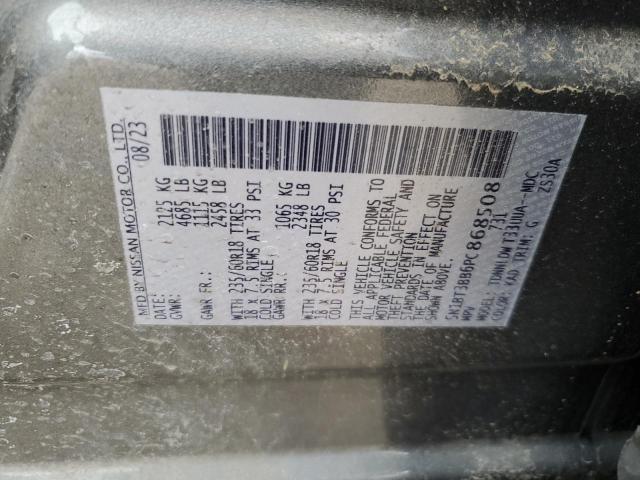 MFD BY NISSAN MOTOR CO., LTD.
DATE: 08/23
GVWR: 2125 KG
4685 LB
GAWR FR.: 1115 KG
2458 LB
WITH 235/60R18 TIRES
18 X 7.5 RIMS AT 33 PSI
COLD SINGLE
GAWR RR.: 1065 KG
2348 LB
WITH 235/60R18 TIRES
18 X 7.5 RIMS AT 30 PSI
COLD SINGLE
THIS VEHICLE CONFORMS TO
ALL APPLICABLE FEDERAL
MOTOR VEHICLE SAFETY AND
THEFT PREVENTION
STANDARDS IN EFFECT ON
THE DATE OF MANUFACTURE
SHOWN ABOVE.
5N1BT3BB6PC868508
MPV 73L
MODEL: TDNNLDWT33UUA--MDC
COLOR: KAD TRIM: G ZS30A